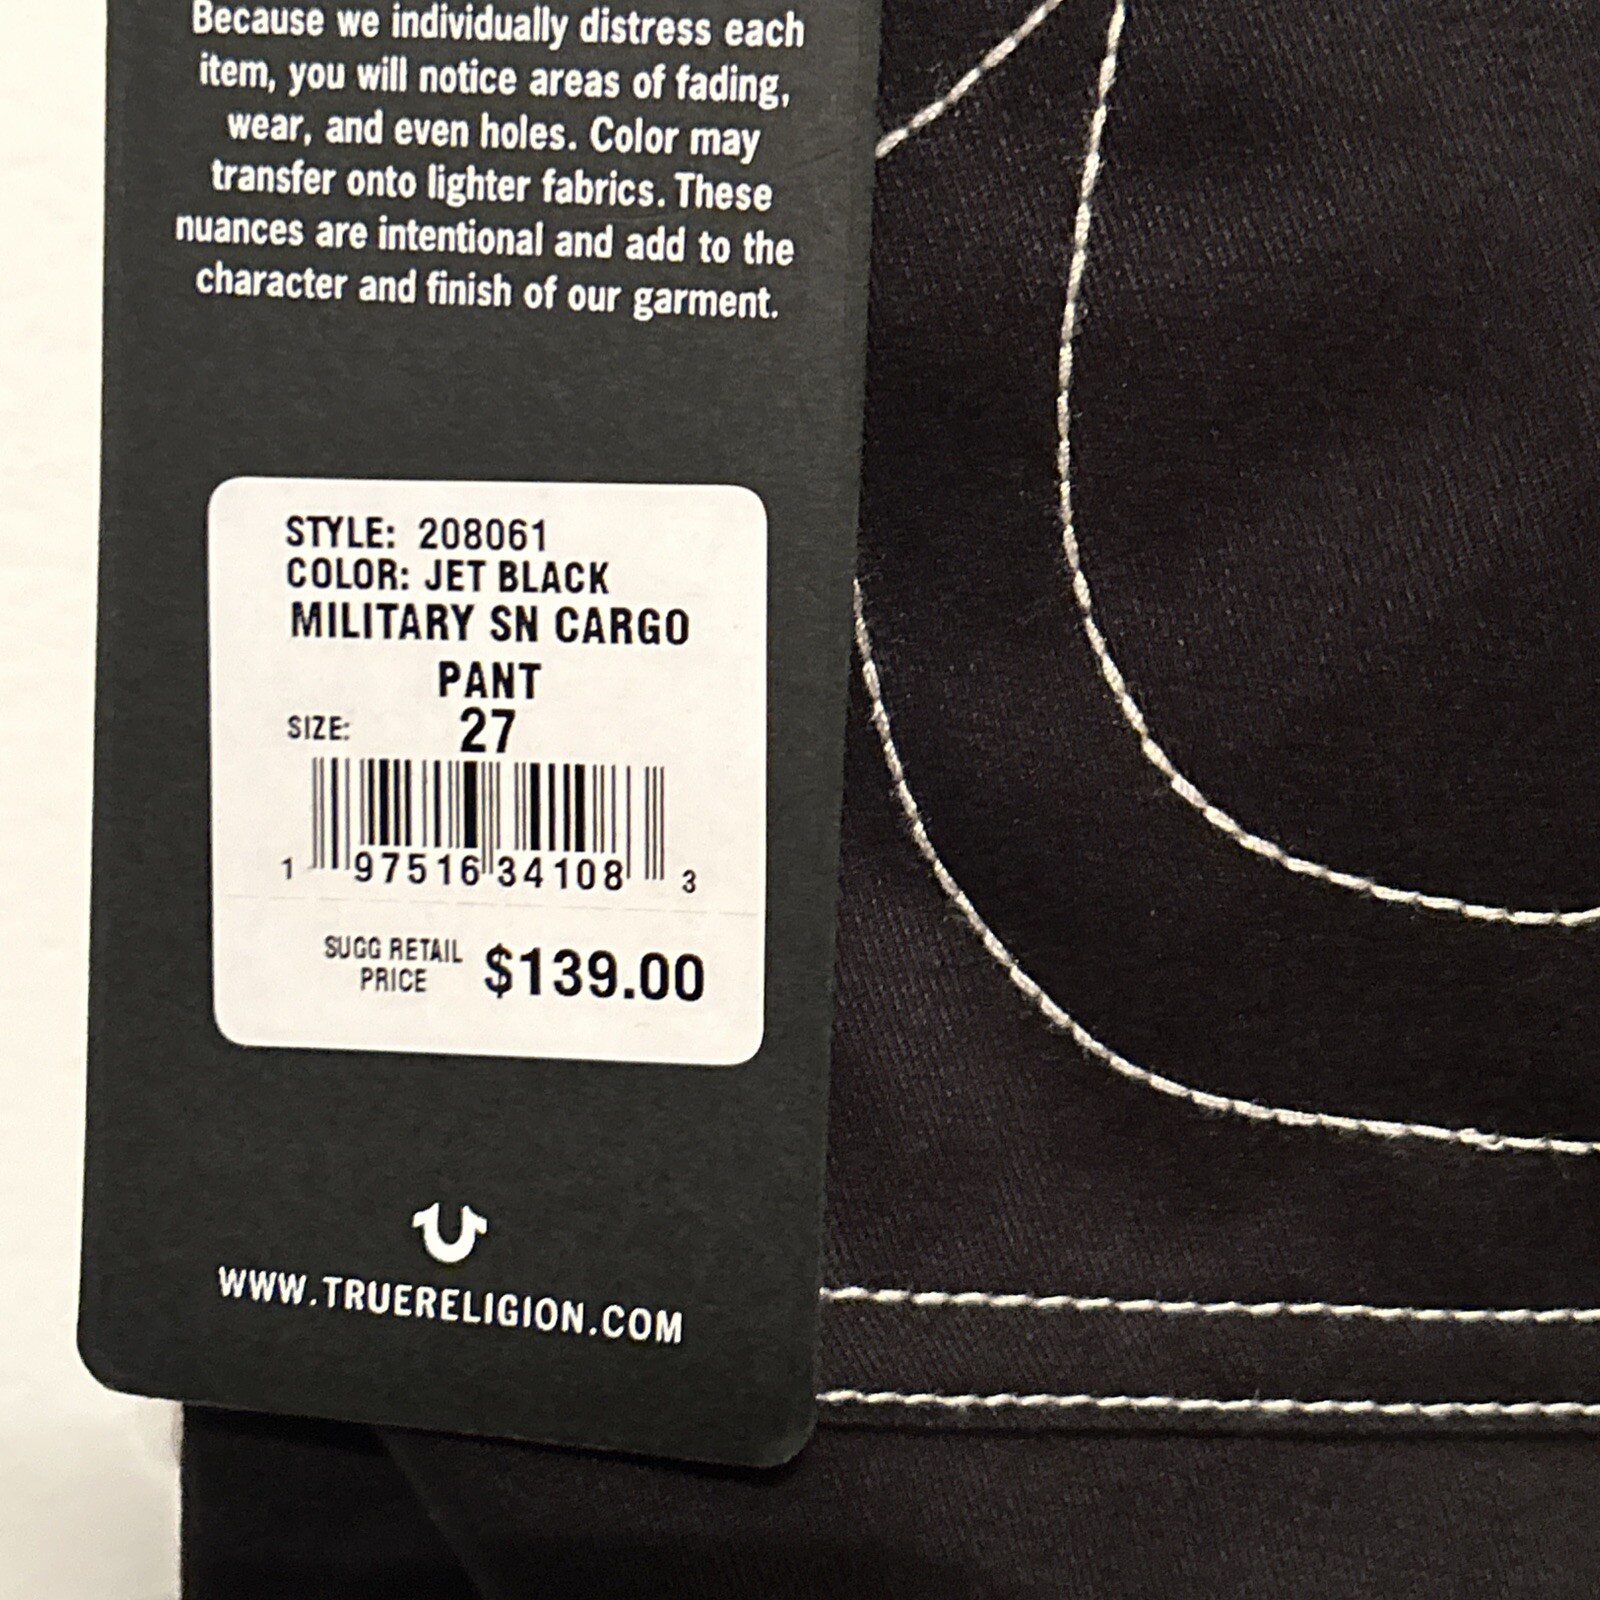 Because we individually distress each
item, you will notice areas of fading,
wear, and even holes. Color may
transfer onto lighter fabrics. These
nuances are intentional and add to the
character and finish of our garment.
STYLE: 208061
COLOR: JET BLACK
MILITARY SN CARGO
PANT
SIZE: 27
1 97516 34108 3
SUGG RETAIL
PRICE $139.00
WWW.TRUERELIGION.COM